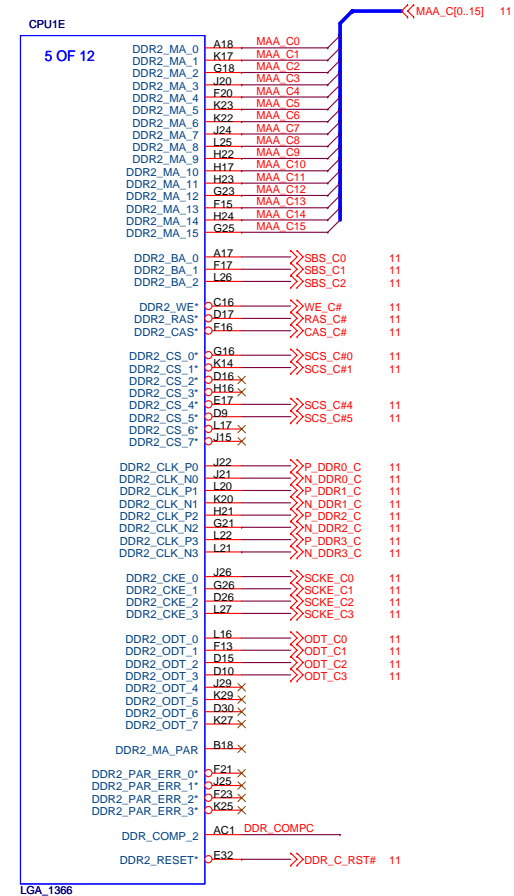 CPU1E
MAA_C[0..15] 11
5 OF 12
DDR2_MA_0 A18 MAA_C0
DDR2_MA_1 K17 MAA_C1
DDR2_MA_2 G18 MAA_C2
DDR2_MA_3 J20 MAA_C3
DDR2_MA_4 F20 MAA_C4
DDR2_MA_5 K23 MAA_C5
DDR2_MA_6 K22 MAA_C6
DDR2_MA_7 J24 MAA_C7
DDR2_MA_8 L25 MAA_C8
DDR2_MA_9 H22 MAA_C9
DDR2_MA_10 H17 MAA_C10
DDR2_MA_11 H23 MAA_C11
DDR2_MA_12 G23 MAA_C12
DDR2_MA_13 F15 MAA_C13
DDR2_MA_14 H24 MAA_C14
DDR2_MA_15 G25 MAA_C15
DDR2_BA_0 A17 SBS_C0 11
DDR2_BA_1 F17 SBS_C1 11
DDR2_BA_2 L26 SBS_C2 11
DDR2_WE* C16 WE_C# 11
DDR2_RAS* D17 RAS_C# 11
DDR2_CAS* F16 CAS_C# 11
DDR2_CS_0* G16 SCS_C#0 11
DDR2_CS_1* K14 SCS_C#1 11
DDR2_CS_2* D16
DDR2_CS_3* H16
DDR2_CS_4* E17 SCS_C#4 11
DDR2_CS_5* D9 SCS_C#5 11
DDR2_CS_6* L17
DDR2_CS_7* J15
DDR2_CLK_P0 J22 P_DDR0_C 11
DDR2_CLK_N0 J21 N_DDR0_C 11
DDR2_CLK_P1 L20 P_DDR1_C 11
DDR2_CLK_N1 K20 N_DDR1_C 11
DDR2_CLK_P2 H21 P_DDR2_C 11
DDR2_CLK_N2 G21 N_DDR2_C 11
DDR2_CLK_P3 L22 P_DDR3_C 11
DDR2_CLK_N3 L21 N_DDR3_C 11
DDR2_CKE_0 J26 SCKE_C0 11
DDR2_CKE_1 G26 SCKE_C1 11
DDR2_CKE_2 D26 SCKE_C2 11
DDR2_CKE_3 L27 SCKE_C3 11
DDR2_ODT_0 L16 ODT_C0 11
DDR2_ODT_1 F13 ODT_C1 11
DDR2_ODT_2 D15 ODT_C2 11
DDR2_ODT_3 D10 ODT_C3 11
DDR2_ODT_4 J29
DDR2_ODT_5 K29
DDR2_ODT_6 D30
DDR2_ODT_7 K27
DDR2_MA_PAR B18
DDR2_PAR_ERR_0* F21
DDR2_PAR_ERR_1* J25
DDR2_PAR_ERR_2* F23
DDR2_PAR_ERR_3* K25
DDR_COMP_2 AC1 DDR_COMPC
DDR2_RESET* E32 DDR_C_RST# 11
LGA_1366